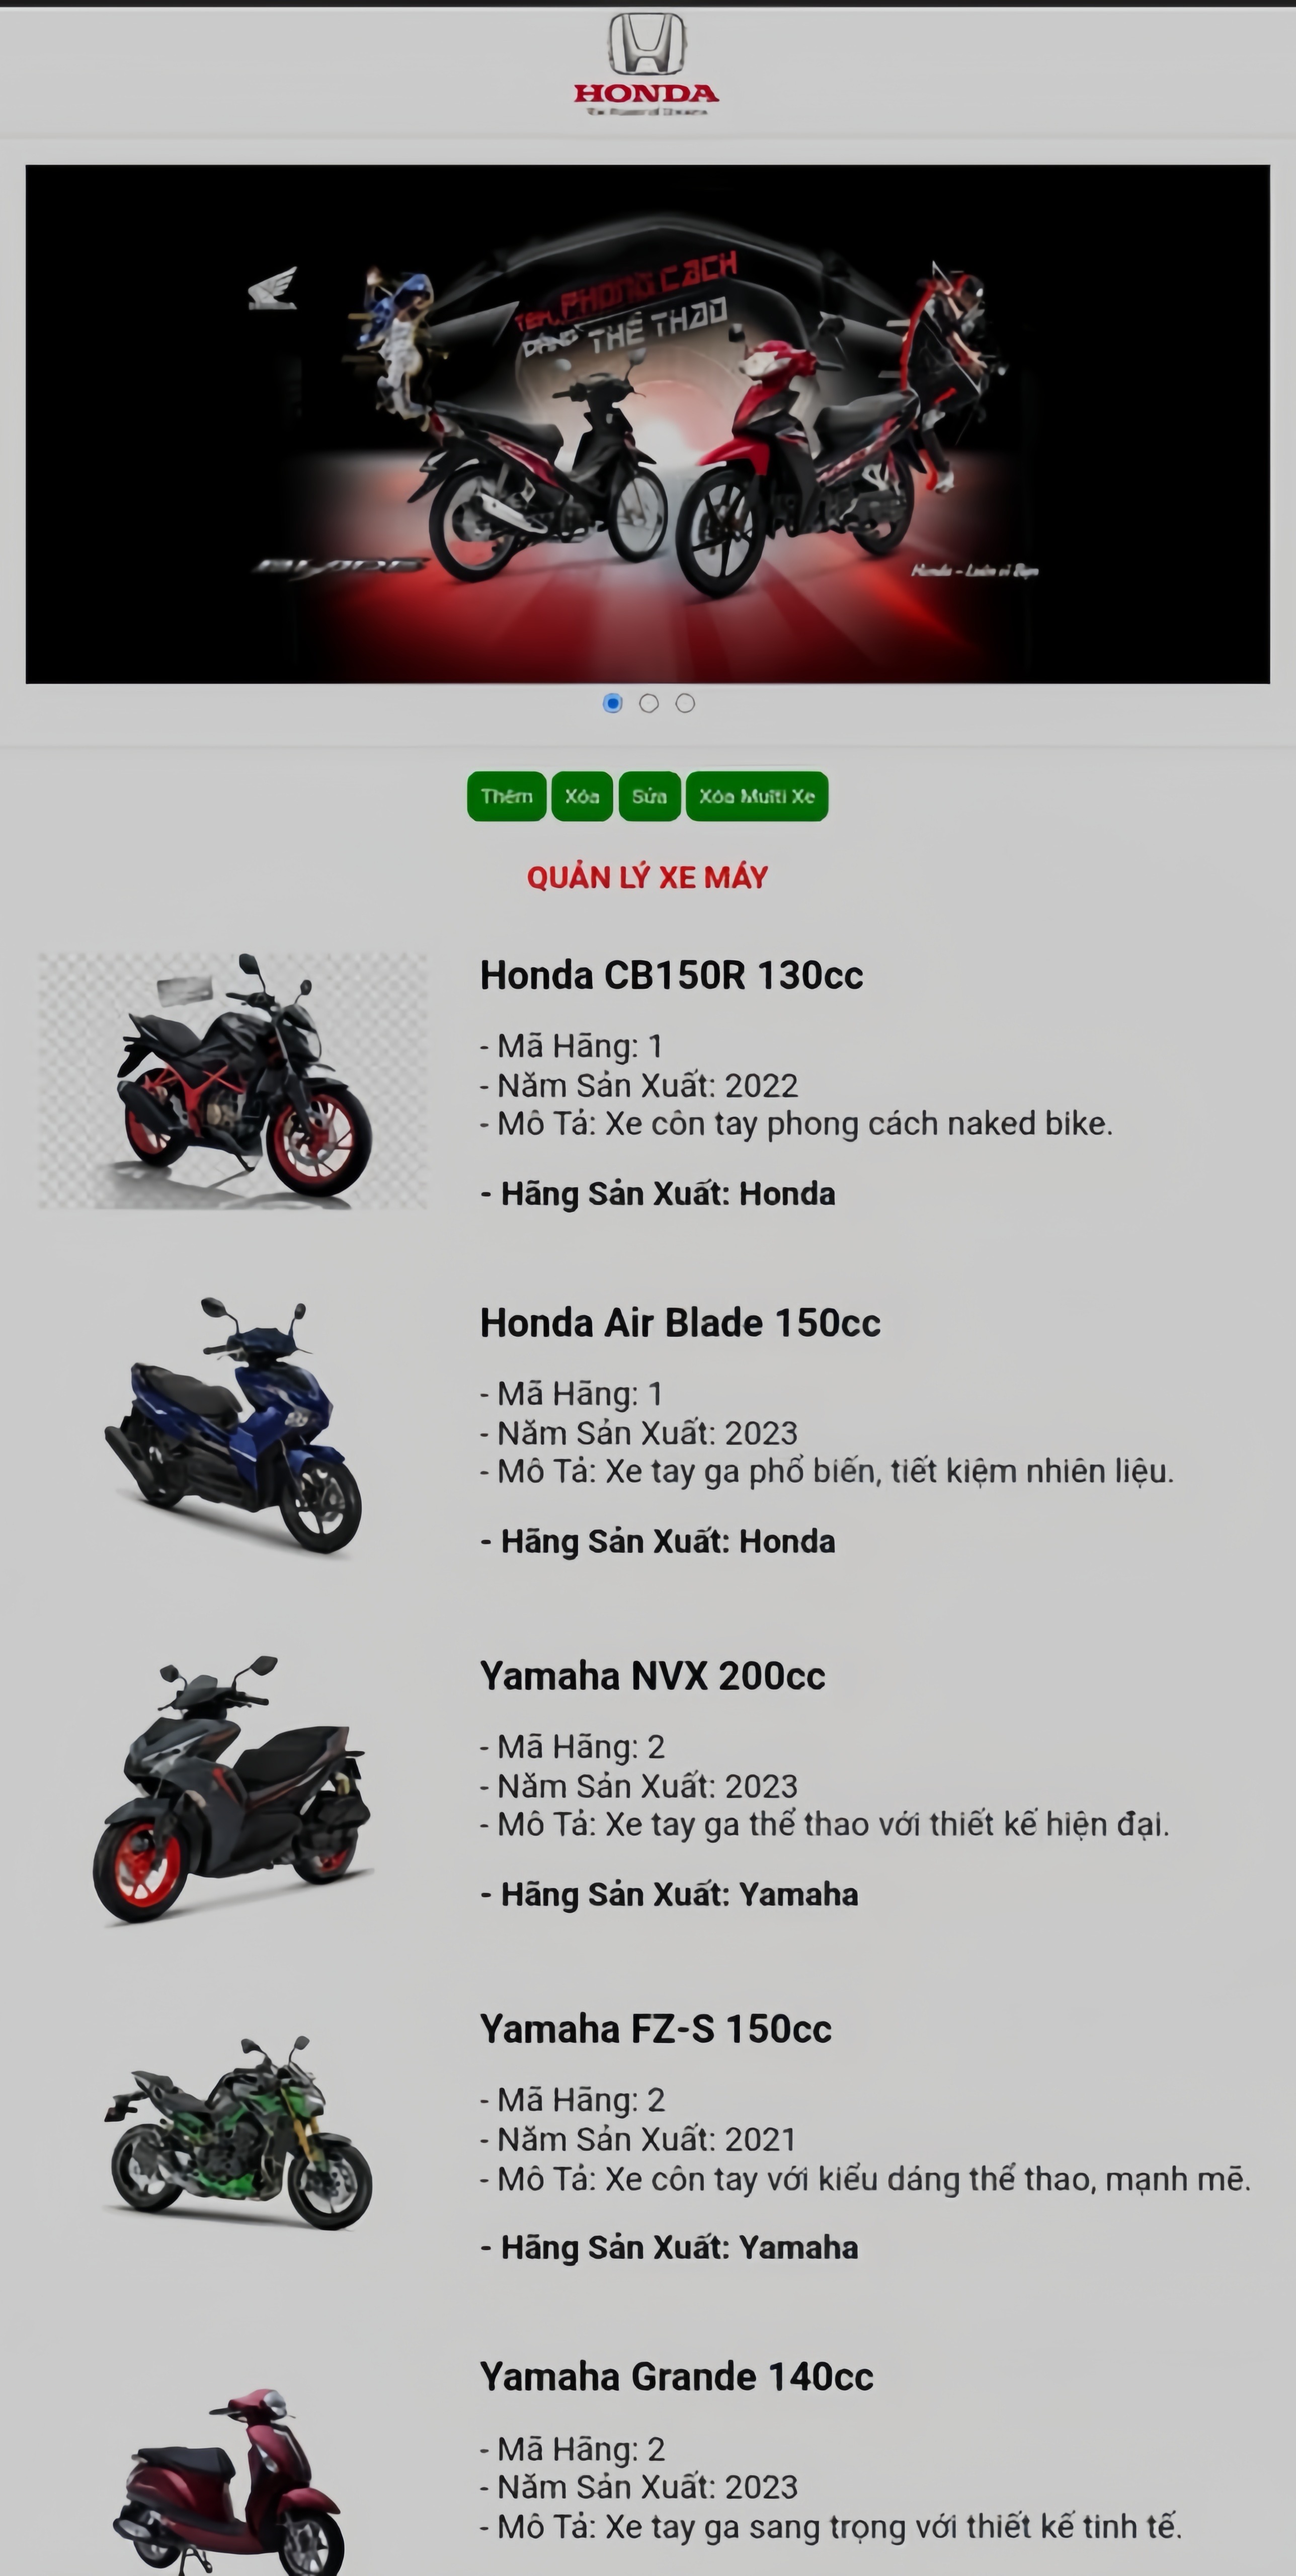 HONDA
PHONG CÁCH
THỂ THAO
Honda – Luôn vì Bạn
Thêm Xóa Sửa Xóa Multi Xe
QUẢN LÝ XE MÁY
Honda CB150R 130cc
- Mã Hãng: 1
- Năm Sản Xuất: 2022
- Mô Tả: Xe côn tay phong cách naked bike.
- Hãng Sản Xuất: Honda
Honda Air Blade 150cc
- Mã Hãng: 1
- Năm Sản Xuất: 2023
- Mô Tả: Xe tay ga phổ biến, tiết kiệm nhiên liệu.
- Hãng Sản Xuất: Honda
Yamaha NVX 200cc
- Mã Hãng: 2
- Năm Sản Xuất: 2023
- Mô Tả: Xe tay ga thể thao với thiết kế hiện đại.
- Hãng Sản Xuất: Yamaha
Yamaha FZ-S 150cc
- Mã Hãng: 2
- Năm Sản Xuất: 2021
- Mô Tả: Xe côn tay với kiểu dáng thể thao, mạnh mẽ.
- Hãng Sản Xuất: Yamaha
Yamaha Grande 140cc
- Mã Hãng: 2
- Năm Sản Xuất: 2023
- Mô Tả: Xe tay ga sang trọng với thiết kế tinh tế.